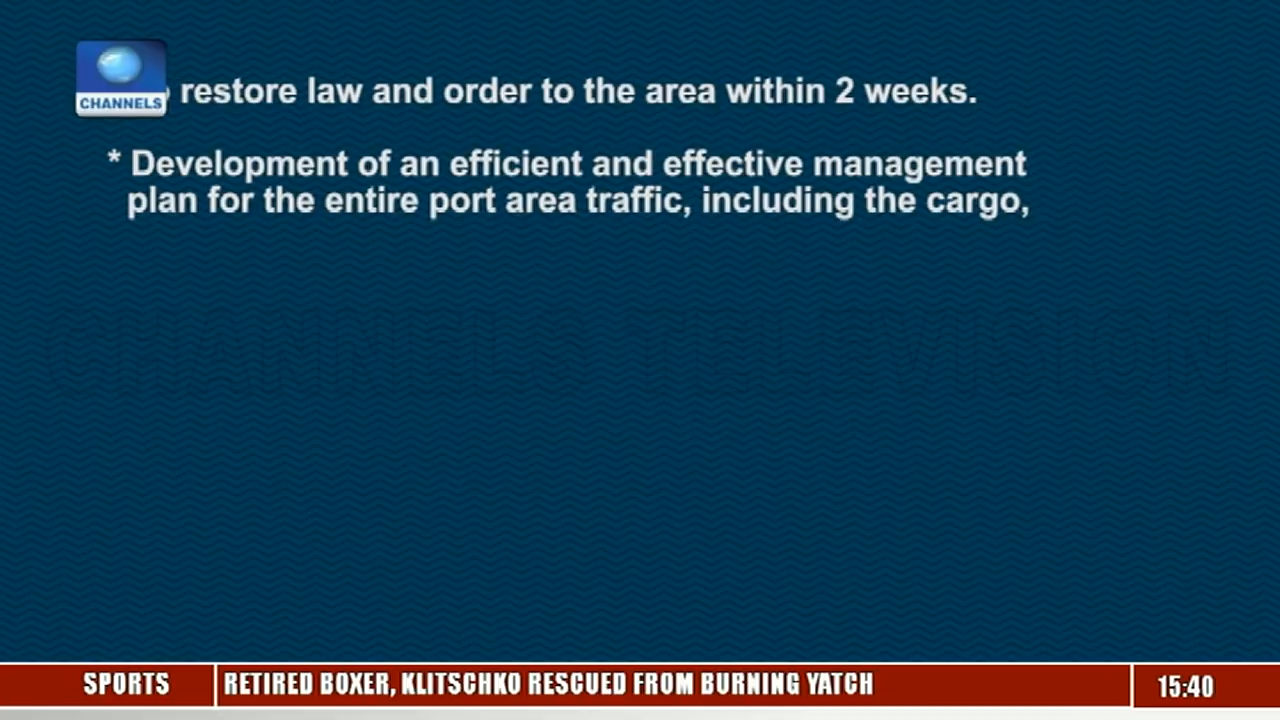 CHANNELS
restore law and order to the area within 2 weeks.
* Development of an efficient and effective management
plan for the entire port area traffic, including the cargo,
CHANNELS TELEVISION
SPORTS
RETIRED BOXER, KLITSCHKO RESCUED FROM BURNING YATCH
15:40